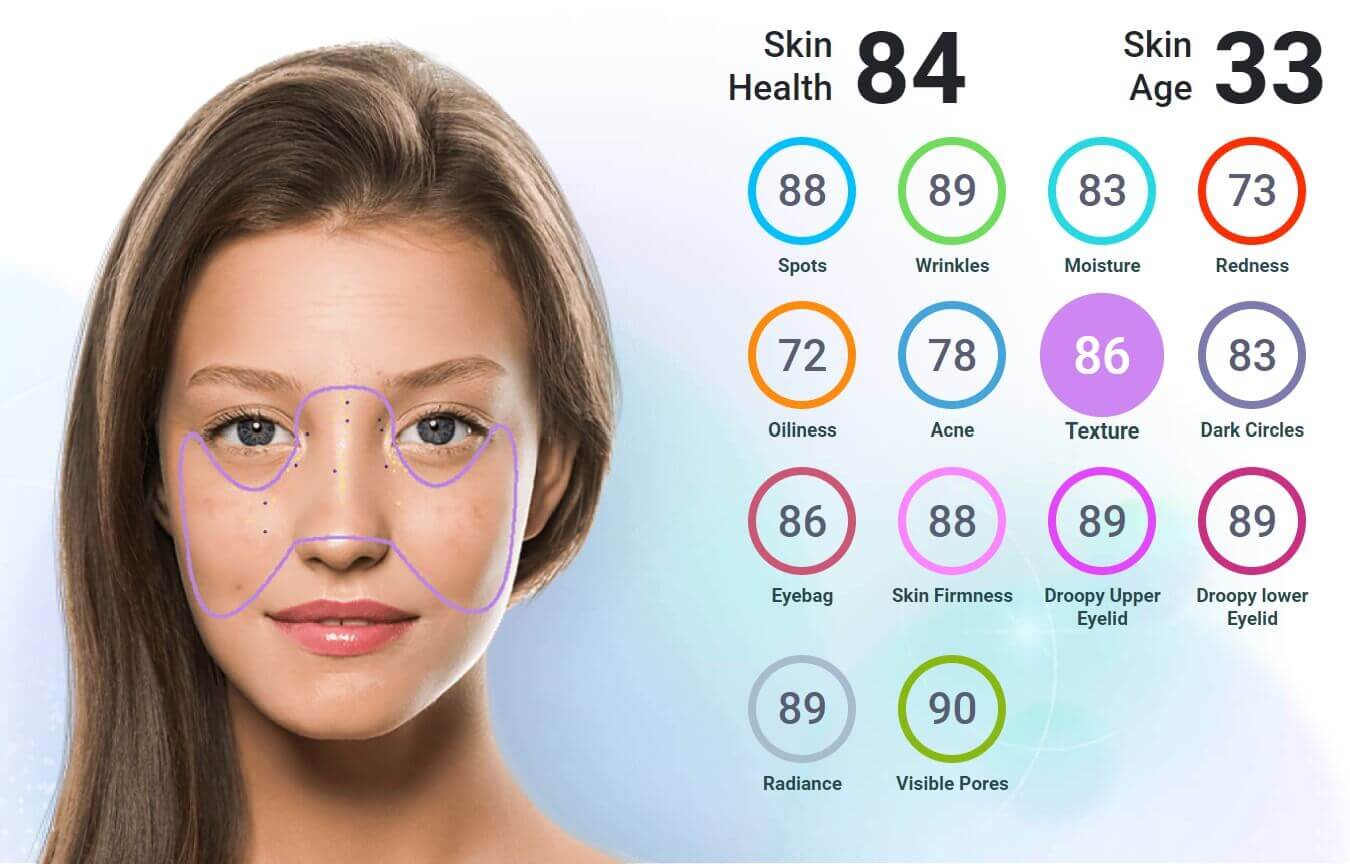 Skin Health 84
Skin Age 33
88 89 83 73
Spots Wrinkles Moisture Redness
72 78 86 83
Oiliness Acne Texture Dark Circles
86 88 89 89
Eyebag Skin Firmness Droopy Upper Eyelid Droopy lower Eyelid
89 90
Radiance Visible Pores